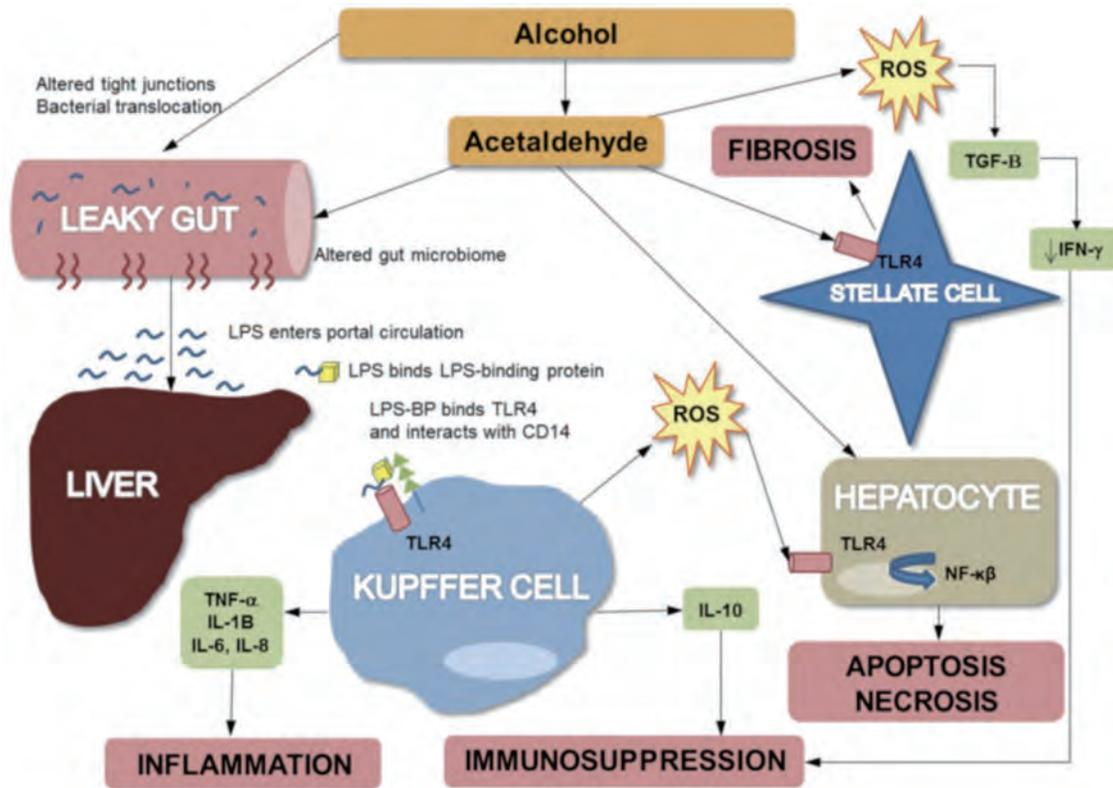 Alcohol
Altered tight junctions
Bacterial translocation
ROS
Acetaldehyde
FIBROSIS
TGF-B
LEAKY GUT
Altered gut microbiome
TLR4
↓IFN-γ
STELLATE CELL
LPS enters portal circulation
LPS binds LPS-binding protein
LPS-BP binds TLR4
and interacts with CD14
ROS
LIVER
HEPATOCYTE
TLR4
TLR4
NF-κβ
KUPFFER CELL
TNF-α
IL-1B
IL-6, IL-8
IL-10
APOPTOSIS
NECROSIS
INFLAMMATION
IMMUNOSUPPRESSION